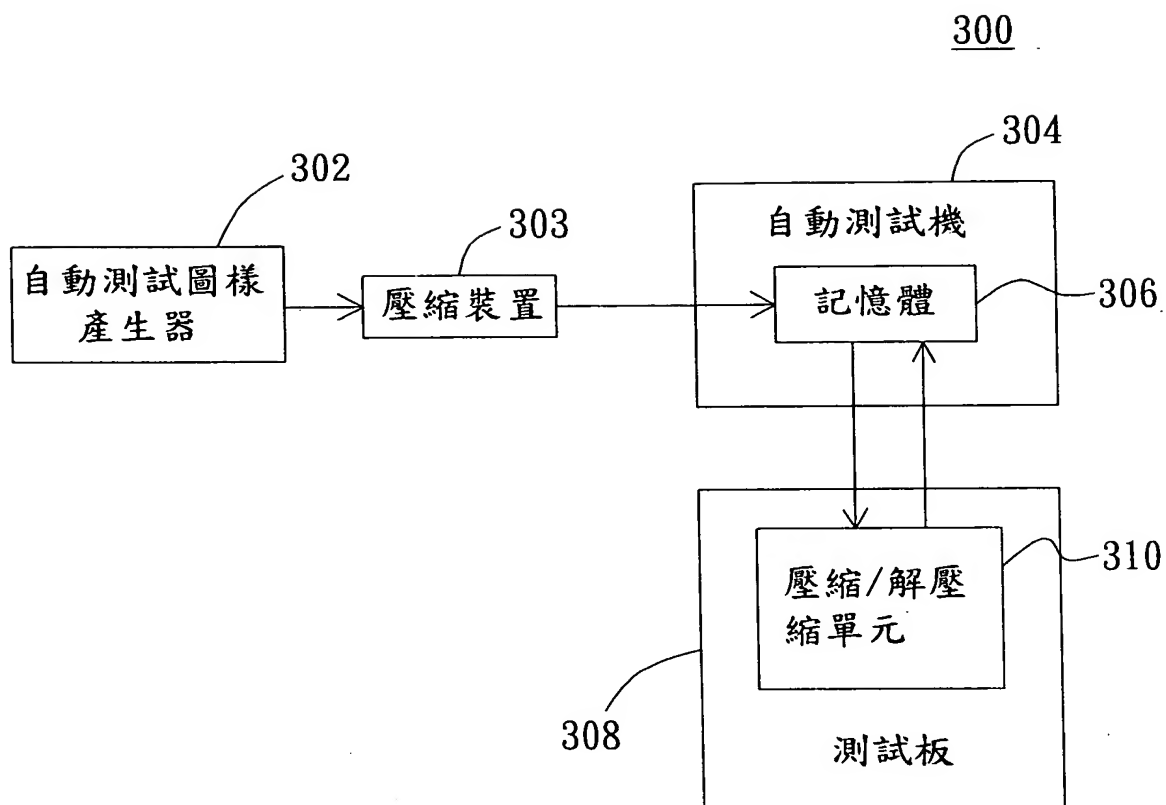 300
304
302
303
自動測試機
自動測試圖樣
產生器
壓縮裝置
記憶體
306
壓縮/解壓
縮單元
310
308
測試板